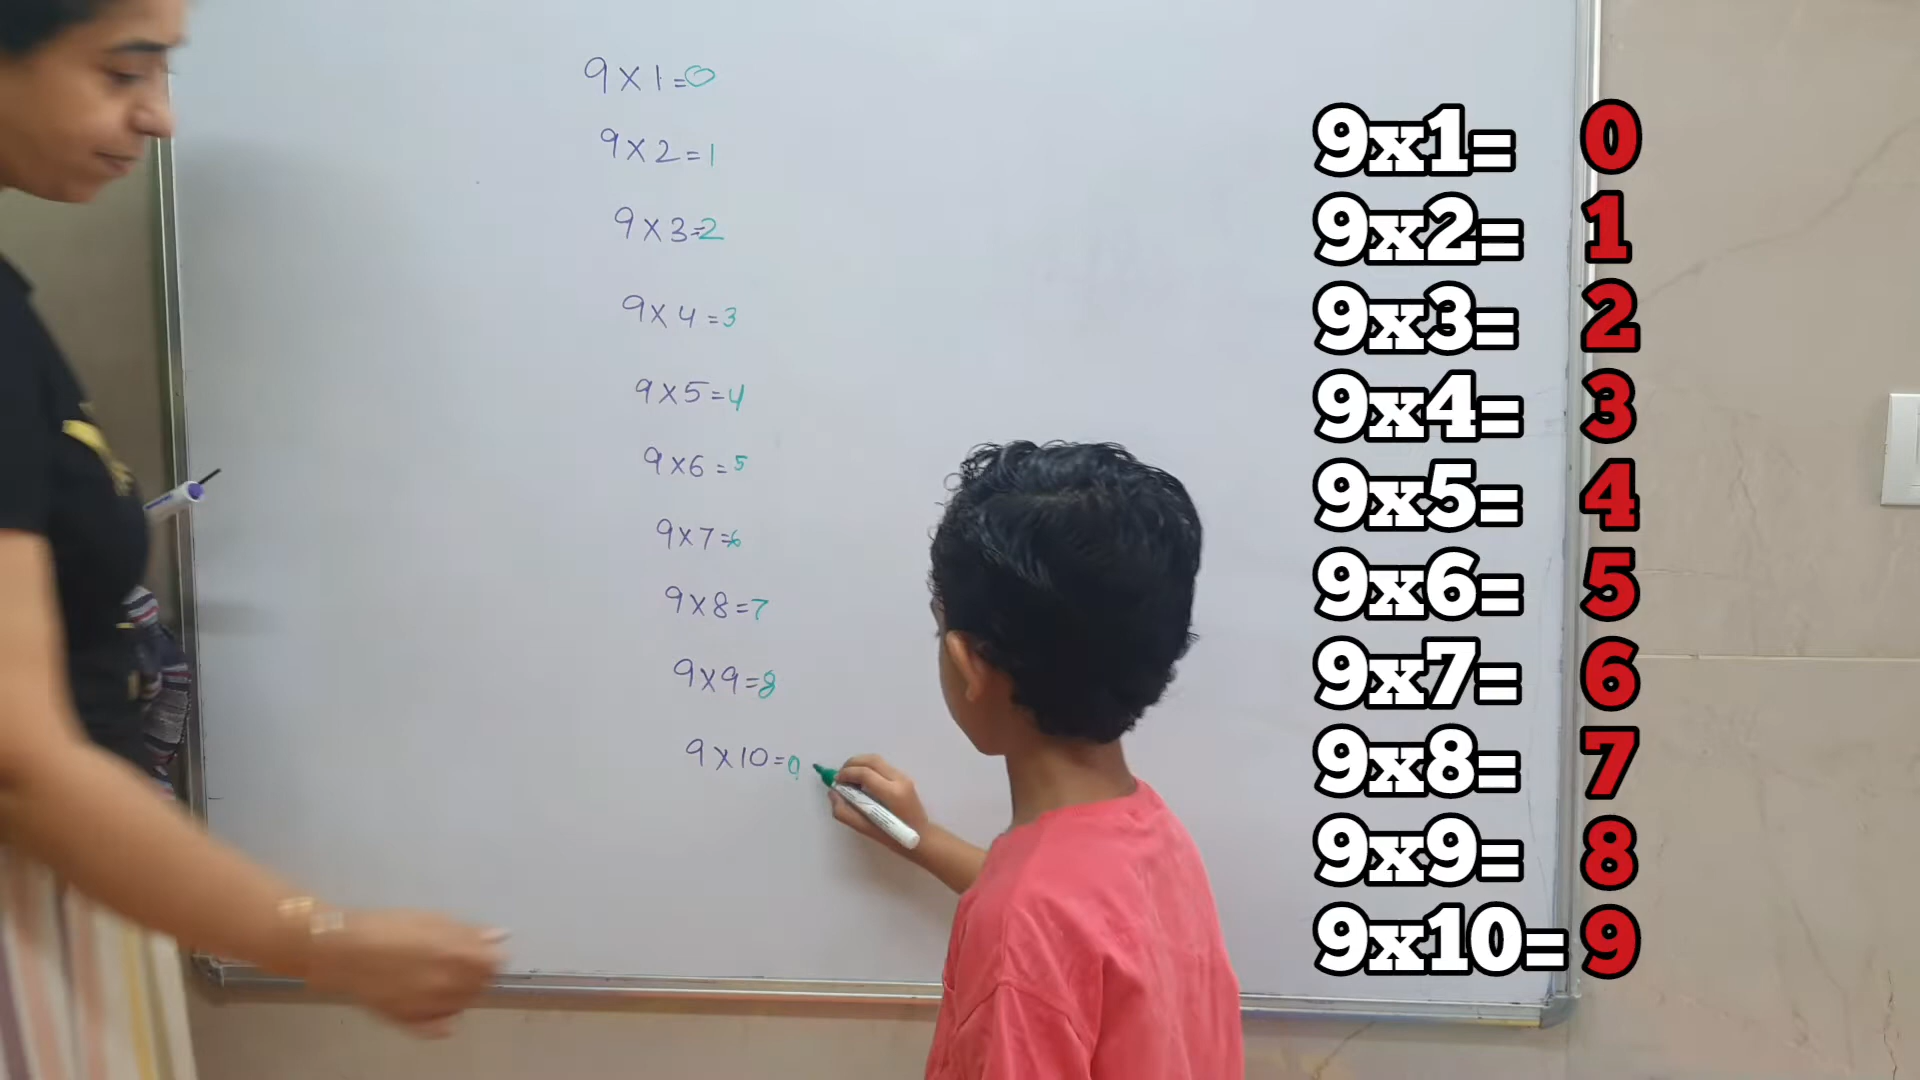 9x1=0
9x2=1
9x3=2
9x4=3
9x5=4
9x6=5
9x7=6
9x8=7
9x9=8
9x10=9
9x1= 0
9x2= 1
9x3= 2
9x4= 3
9x5= 4
9x6= 5
9x7= 6
9x8= 7
9x9= 8
9x10= 9